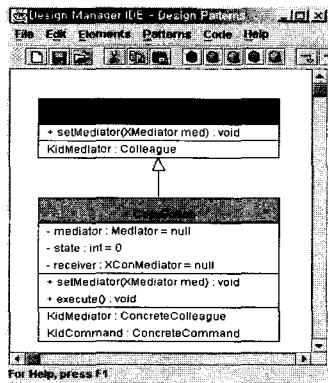 Design Manager IDE - Design Patterns
File Edit Elements Patterns Code Help
+ setMediator(XMediator med) : void
KidMediator : Colleague
- mediator : Mediator = null
- state : int = 0
- receiver : XConMediator = null
+ setMediator(XMediator med) : void
+ execute() : void
KidMediator : ConcreteColleague
KidCommand : ConcreteCommand
For Help, press F1